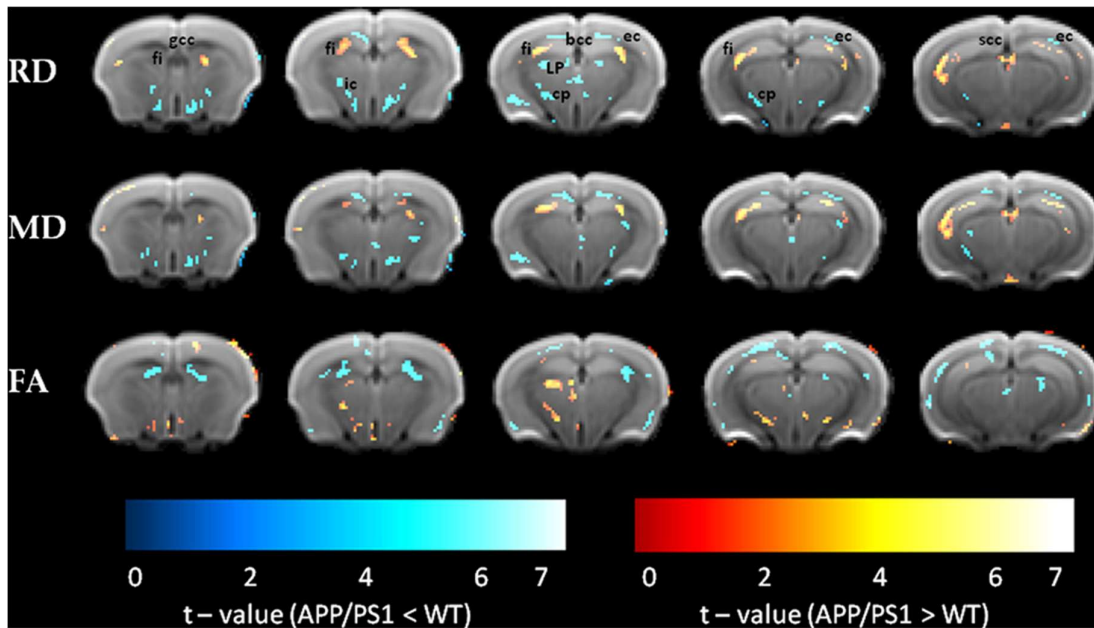 RD
gcc
fi
fi
ic
bcc
ec
fi
LP
cp
ec
fi
cp
scc
ec
MD
FA
0 2 4 6 7
t – value (APP/PS1 < WT)
0 2 4 6 7
t – value (APP/PS1 > WT)